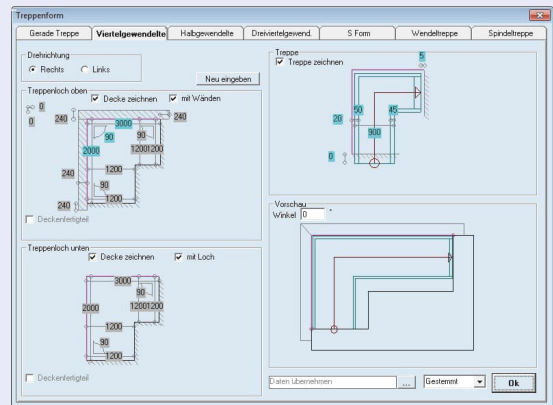 Treppenform
Gerade Treppe Viertelgewendelte Halbgewendelte Dreiviertelgewend. S Form Wendeltreppe Spindeltreppe
Drehrichtung
Rechts Links
Neu eingeben
Treppenloch oben
Decke zeichnen mit Wänden
0
0 240 240
3000
90 90
2000 1200 1200
1200
240 90
240 1200
Deckenfertigteil
Treppenloch unten
Decke zeichnen mit Loch
3000
90
2000 1200 1200
1200
90
1200
Deckenfertigteil
Treppe
Treppe zeichnen
5
50 45
20
900
0
Vorschau
Winkel 0 °
Daten übernehmen ... Gestemmt Ok